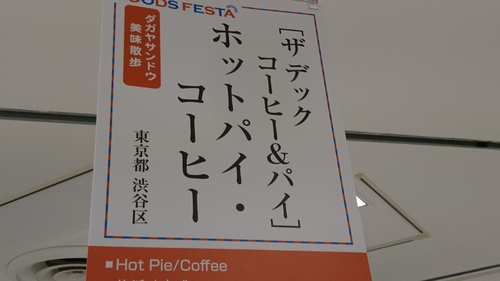 OODS FESTA
ダガヤサンドウ
美味散歩
［ザ デック
コーヒー&パイ］
ホットパイ・
コーヒー
東京都 渋谷区
■Hot Pie/Coffee